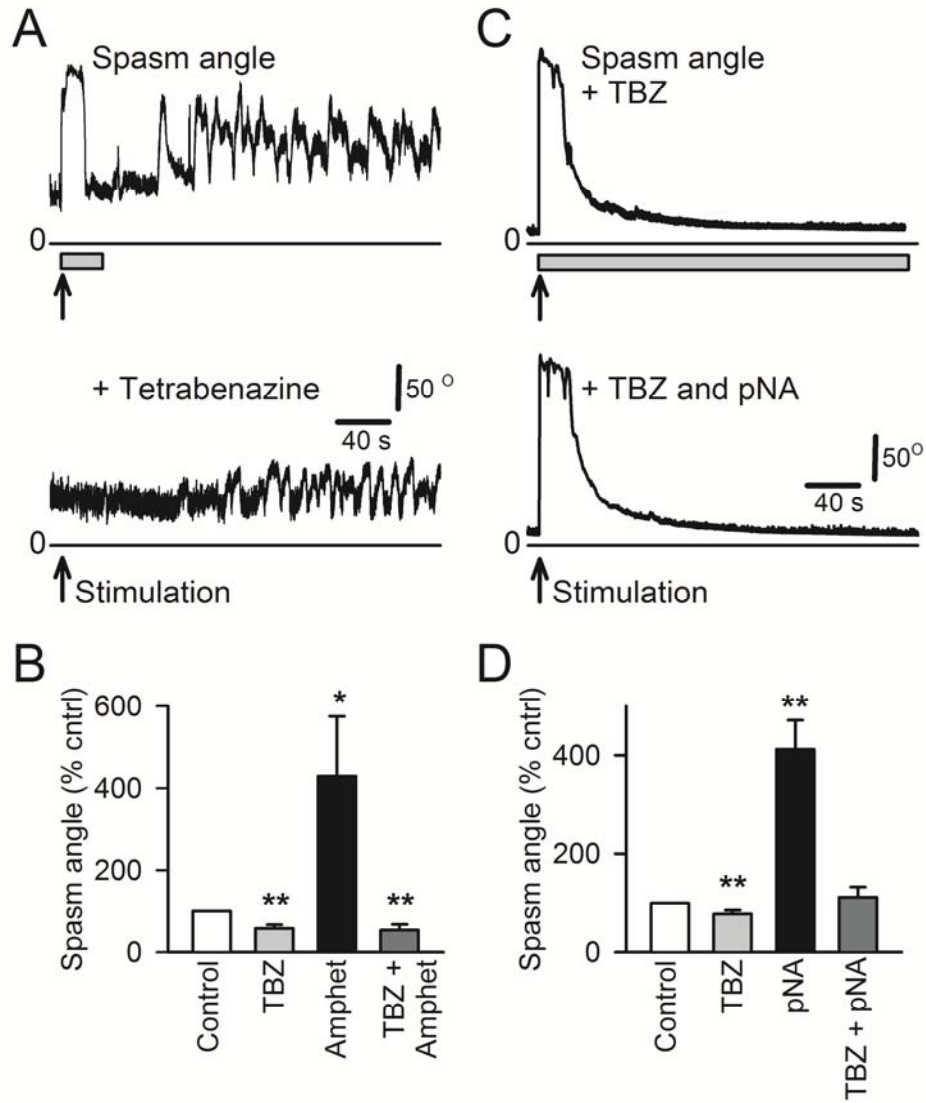 A
Spasm angle
0
+ Tetrabenazine
50 o
40 s
0
Stimulation
C
Spasm angle
+ TBZ
0
+ TBZ and pNA
50o
40 s
0
Stimulation
B
Spasm angle (% cntrl)
600
400
200
0
**
*
**
Control
TBZ
Amphet
TBZ +
Amphet
D
Spasm angle (% cntrl)
400
200
0
**
**
Control
TBZ
pNA
TBZ + pNA